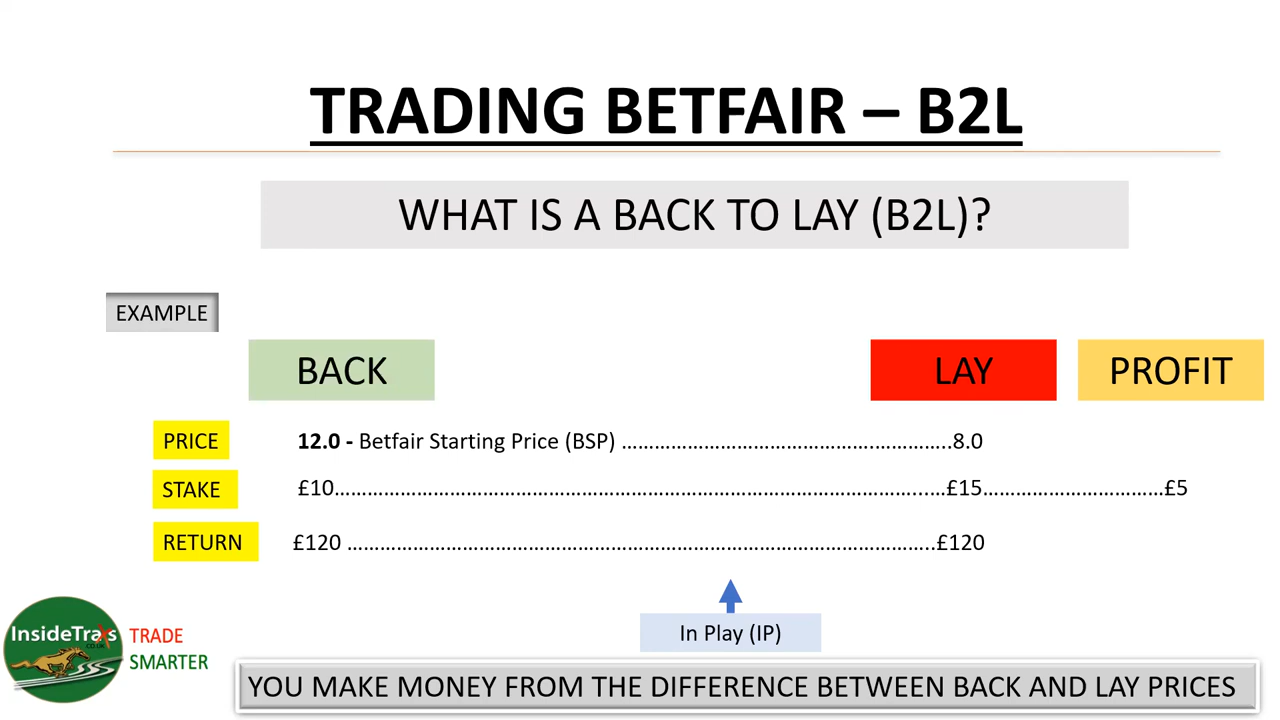 TRADING BETFAIR – B2L
WHAT IS A BACK TO LAY (B2L)?
EXAMPLE
BACK LAY PROFIT
PRICE 12.0 - Betfair Starting Price (BSP) ……………………………………………..8.0
STAKE £10……………………………………………………………………...…£15……………………………£5
RETURN £120 …………………………………………………………………..£120
In Play (IP)
InsideTraxs
.co.uk
TRADE
SMARTER
YOU MAKE MONEY FROM THE DIFFERENCE BETWEEN BACK AND LAY PRICES